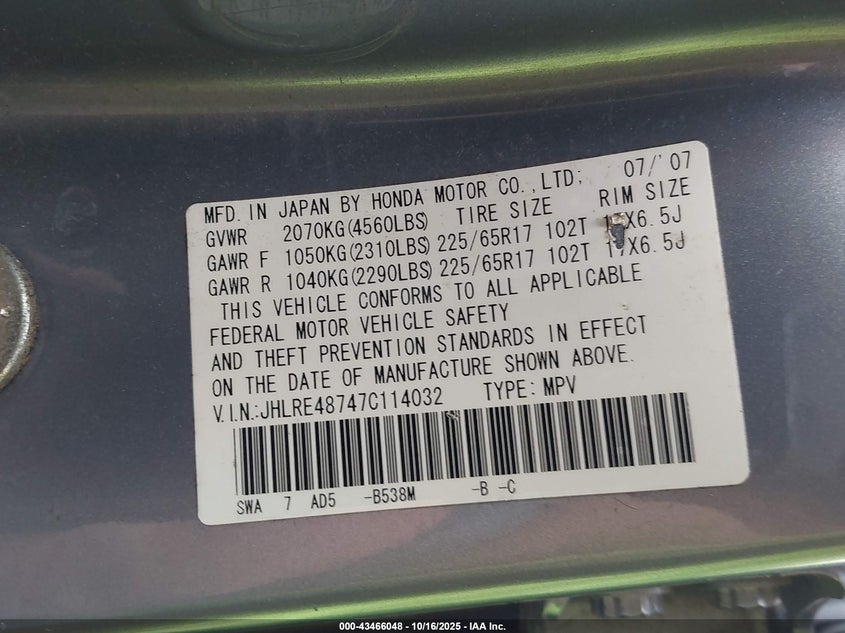 MFD. IN JAPAN BY HONDA MOTOR CO.,LTD; 07/'07
GVWR 2070KG(4560LBS) TIRE SIZE RIM SIZE
GAWR F 1050KG(2310LBS) 225/65R17 102T 17X6.5J
GAWR R 1040KG(2290LBS) 225/65R17 102T 17X6.5J
THIS VEHICLE CONFORMS TO ALL APPLICABLE
FEDERAL MOTOR VEHICLE SAFETY
AND THEFT PREVENTION STANDARDS IN EFFECT
ON THE DATE OF MANUFACTURE SHOWN ABOVE.
V.I.N.:JHLRE48747C114032 TYPE: MPV
SWA 7 AD5 -B538M -B -C
000-43466048 - 10/16/2025 - IAA Inc.